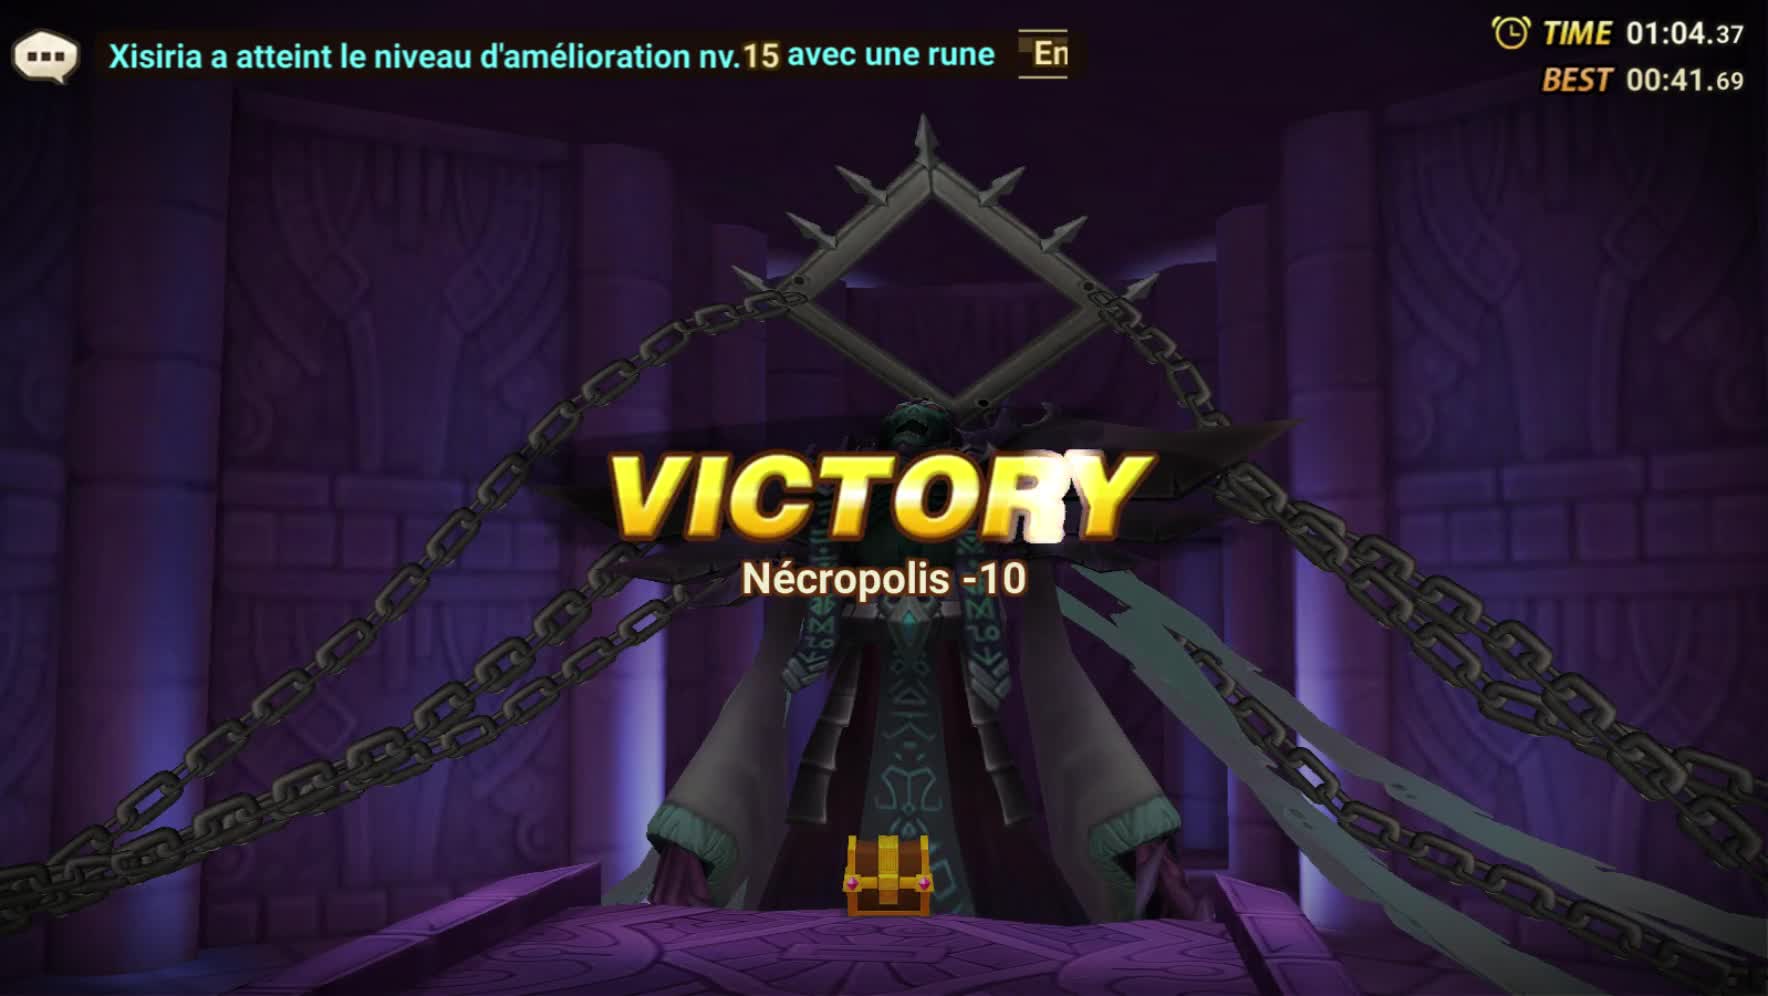 Xisiria a atteint le niveau d'amélioration nv.15 avec une rune En
TIME 01:04.37
BEST 00:41.69
VICTORY
Nécropolis -10